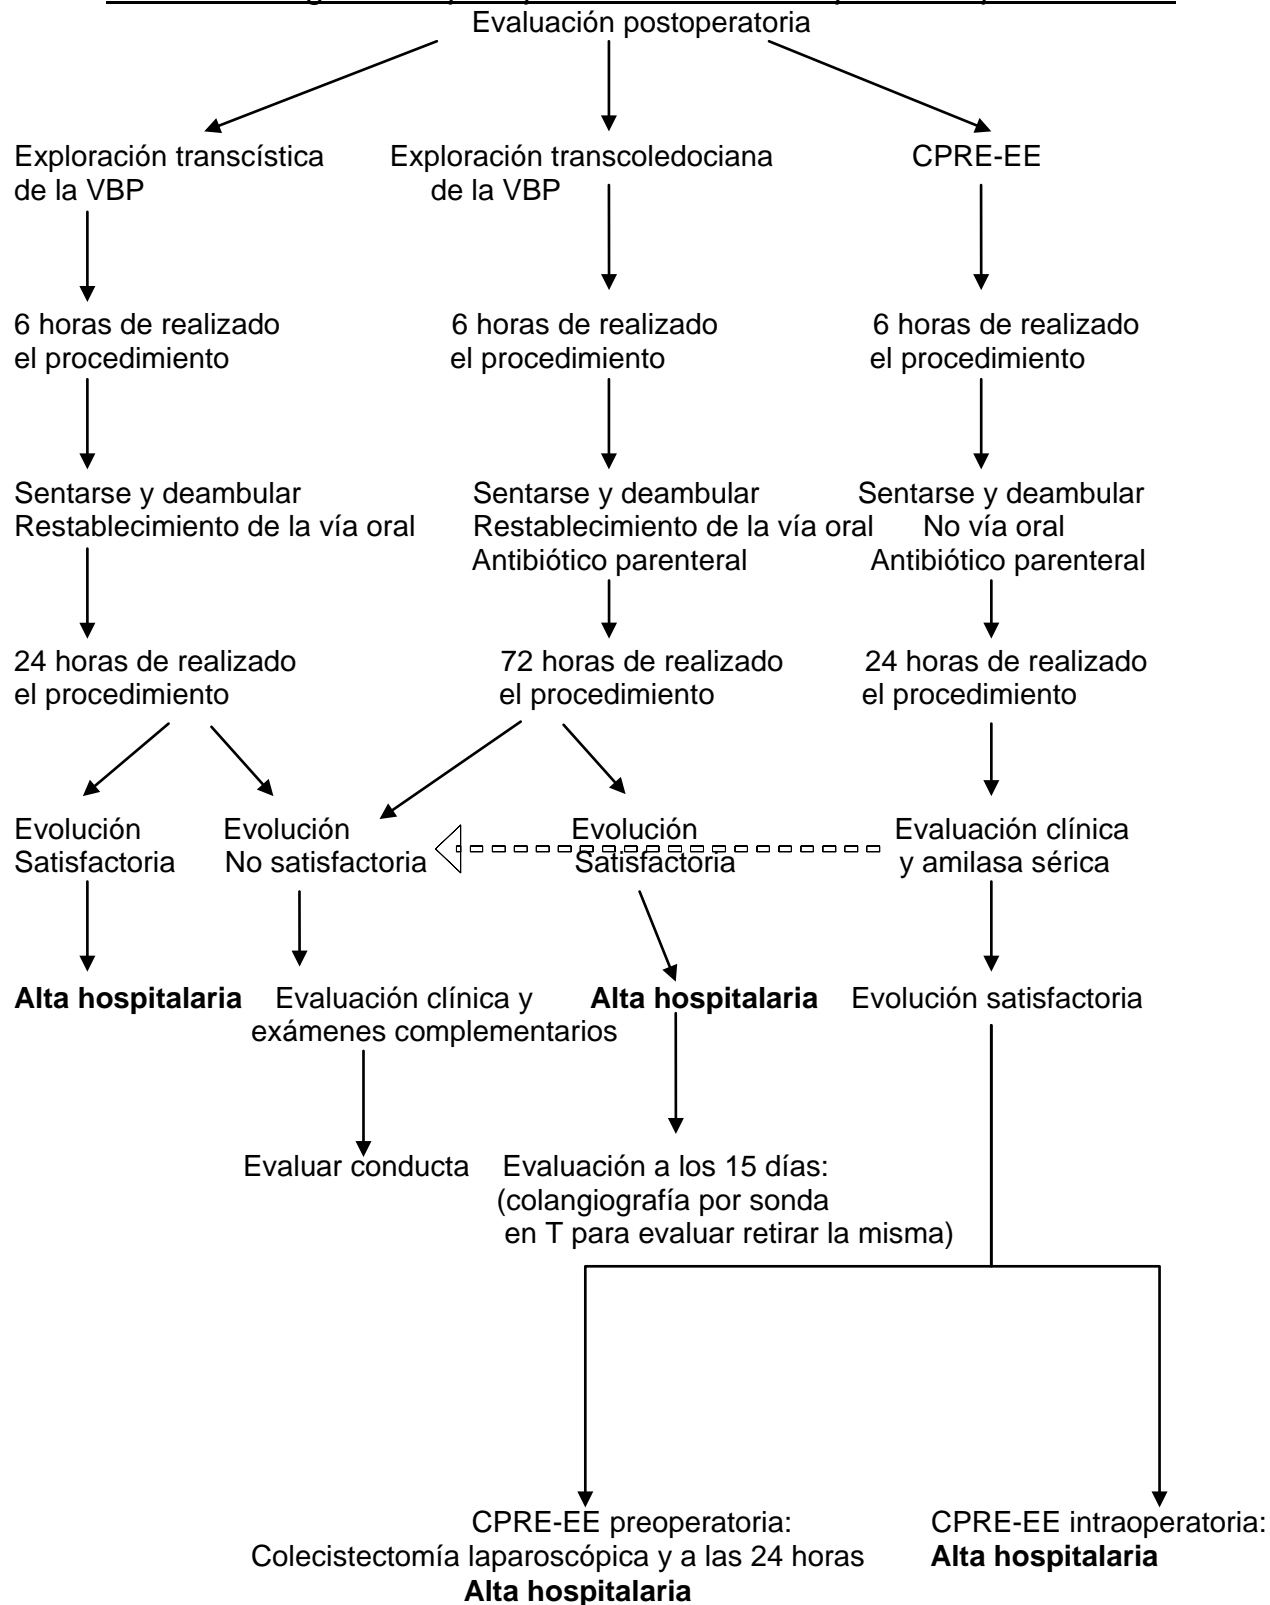 Evaluación postoperatoria
Exploración transcística
de la VBP
Exploración transcoledociana
de la VBP
CPRE-EE
6 horas de realizado
el procedimiento
6 horas de realizado
el procedimiento
6 horas de realizado
el procedimiento
Sentarse y deambular
Restablecimiento de la vía oral
Sentarse y deambular
Restablecimiento de la vía oral
Antibiótico parenteral
Sentarse y deambular
No vía oral
Antibiótico parenteral
24 horas de realizado
el procedimiento
72 horas de realizado
el procedimiento
24 horas de realizado
el procedimiento
Evolución
Satisfactoria
Evolución
No satisfactoria
Evolución
Satisfactoria
Evaluación clínica
y amilasa sérica
Alta hospitalaria
Evaluación clínica y
exámenes complementarios
Alta hospitalaria
Evolución satisfactoria
Evaluar conducta
Evaluación a los 15 días:
(colangiografía por sonda
en T para evaluar retirar la misma)
CPRE-EE preoperatoria:
Colecistectomía laparoscópica y a las 24 horas
Alta hospitalaria
CPRE-EE intraoperatoria:
Alta hospitalaria